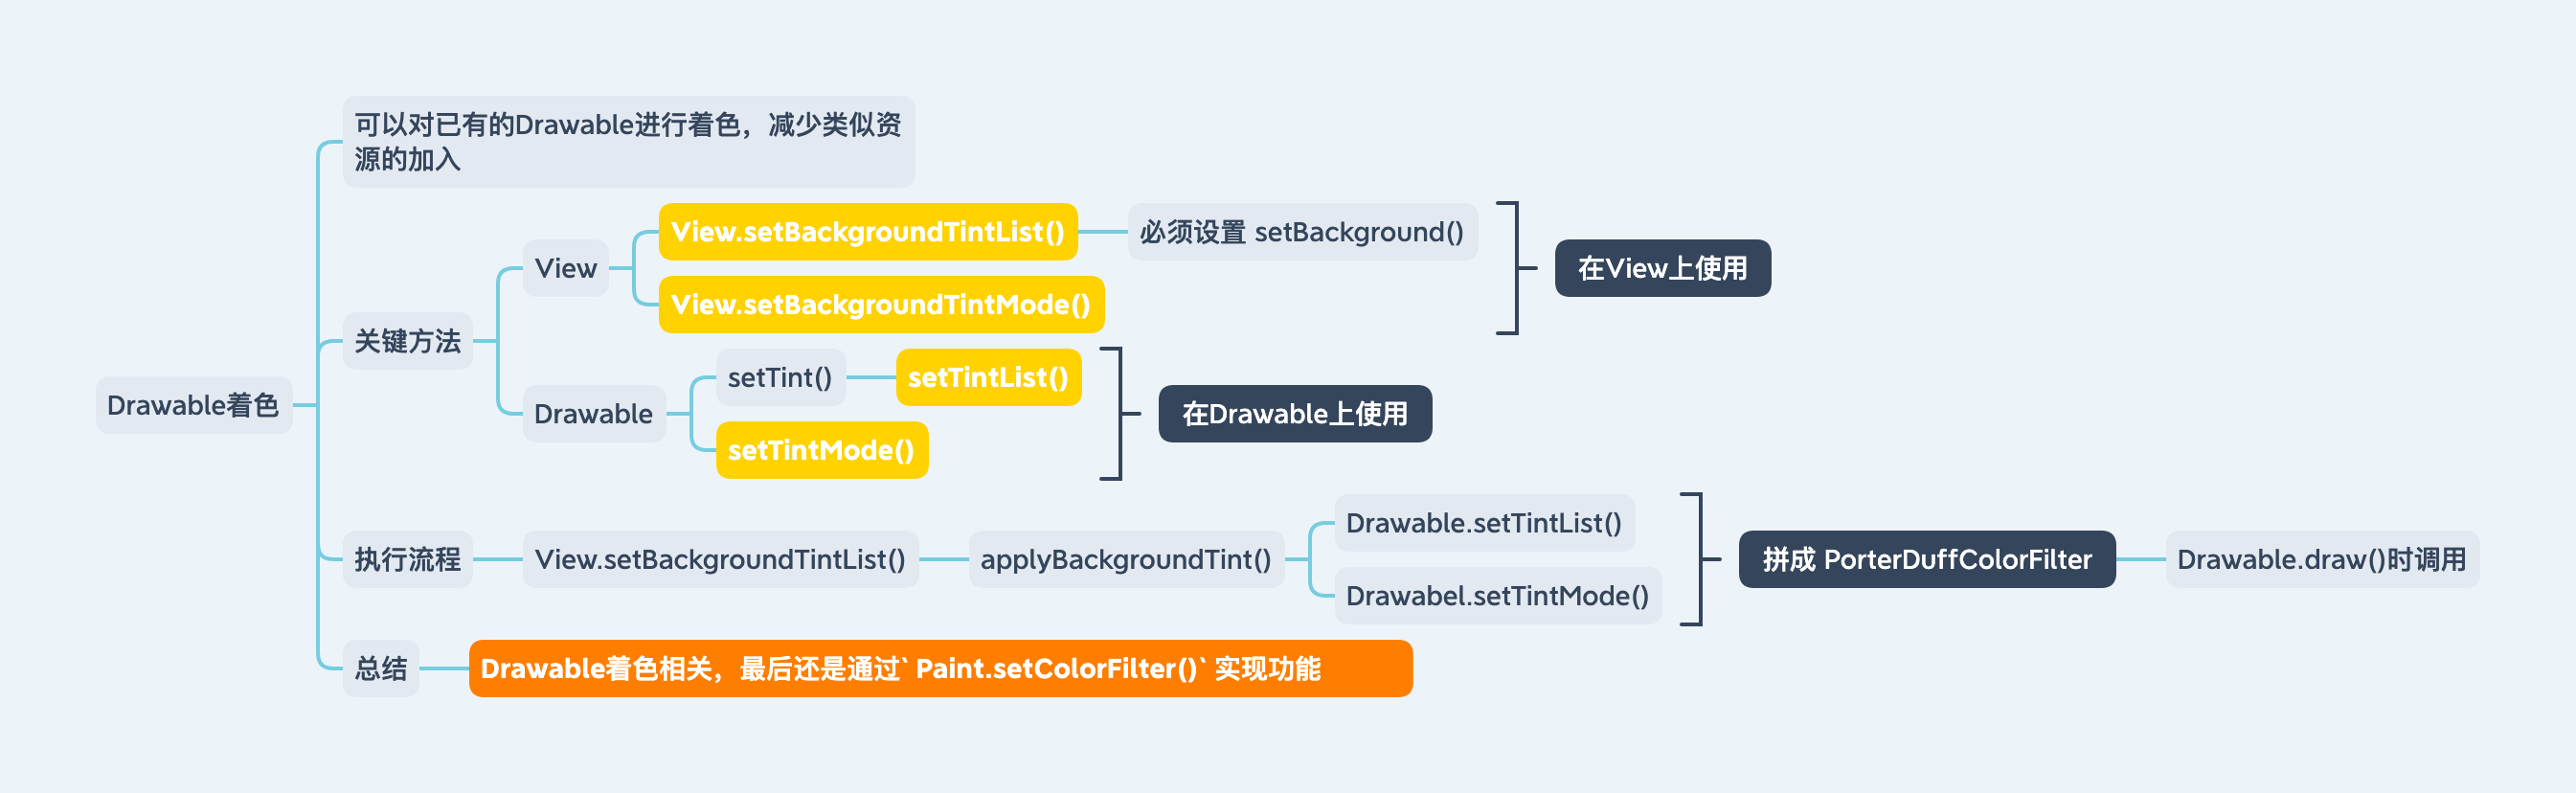 Drawable着色
可以对已有的Drawable进行着色，减少类似资
源的加入
关键方法
View
View.setBackgroundTintList()
必须设置 setBackground()
View.setBackgroundTintMode()
在View上使用
Drawable
setTint()
setTintList()
setTintMode()
在Drawable上使用
执行流程
View.setBackgroundTintList()
applyBackgroundTint()
Drawable.setTintList()
Drawabel.setTintMode()
拼成 PorterDuffColorFilter
Drawable.draw()时调用
总结
Drawable着色相关，最后还是通过` Paint.setColorFilter()` 实现功能